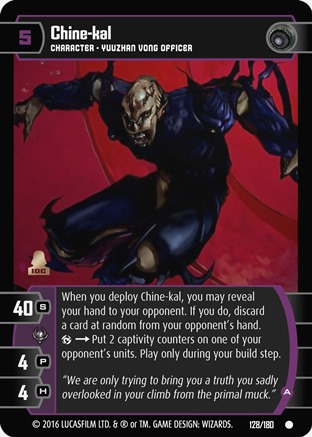 5
Chine-kal
CHARACTER - YUUZHAN VONG OFFICER
IDC
40 S
When you deploy Chine-kal, you may reveal
your hand to your opponent. If you do, discard
a card at random from your opponent's hand.
→ Put 2 captivity counters on one of your
4 P
opponent's units. Play only during your build step.
4 H
"We are only trying to bring you a truth you sadly
overlooked in your climb from the primal muck."
A
© 2016 LUCASFILM LTD. & ® or TM. GAME DESIGN: WIZARDS.
128/180